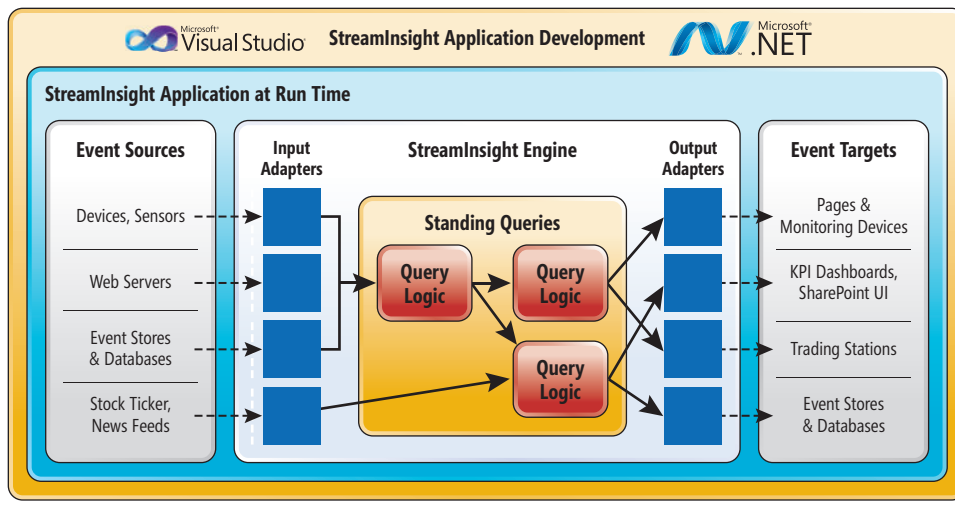 Microsoft®
Visual Studio®
StreamInsight Application Development
Microsoft®
.NET
StreamInsight Application at Run Time
Event Sources
Devices, Sensors
Web Servers
Event Stores
& Databases
Stock Ticker,
News Feeds
Input
Adapters
StreamInsight Engine
Standing Queries
Query
Logic
Query
Logic
Query
Logic
Output
Adapters
Event Targets
Pages &
Monitoring Devices
KPI Dashboards,
SharePoint UI
Trading Stations
Event Stores
& Databases